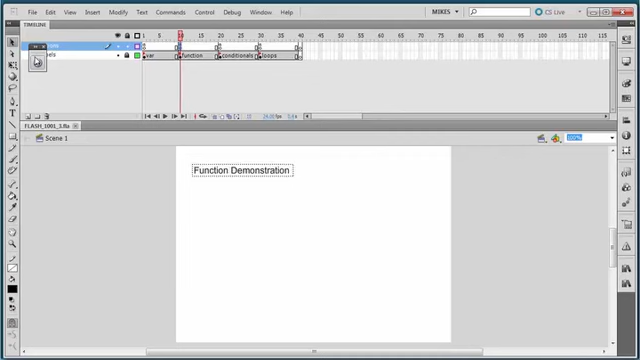 File Edit View Insert Modify Text Commands Control Debug Window Help MIKES CS Live
TIMELINE
1 5 10 15 20 25 30 35 40 45 50 55 60 65 70 75 80 85 90 95 100 105 110 115
var function conditionals loops
FLASH_1001_3.fla
Scene 1 100%
Function Demonstration